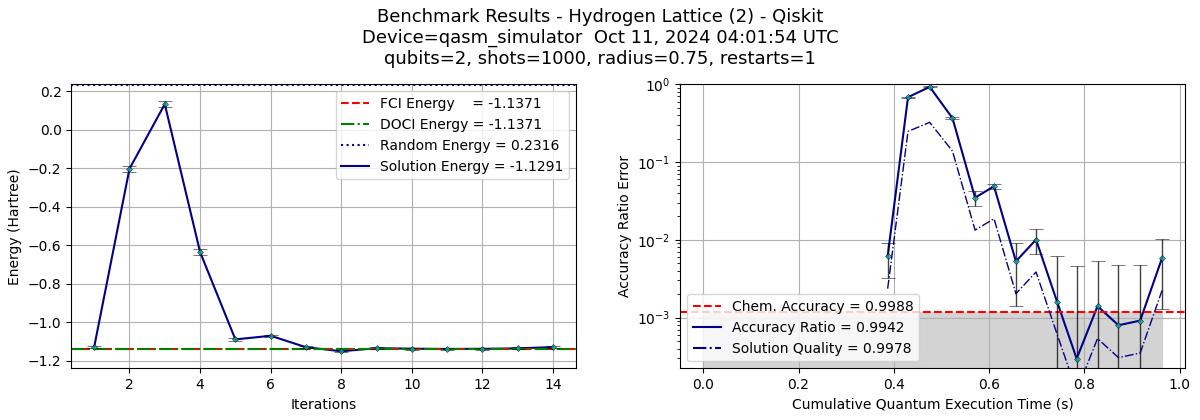 Benchmark Results - Hydrogen Lattice (2) - Qiskit
Device=qasm_simulator  Oct 11, 2024 04:01:54 UTC
qubits=2, shots=1000, radius=0.75, restarts=1
Energy (Hartree)
0.2
0.0
−0.2
−0.4
−0.6
−0.8
−1.0
−1.2
FCI Energy    = -1.1371
DOCI Energy = -1.1371
Random Energy = 0.2316
Solution Energy = -1.1291
2 4 6 8 10 12 14
Iterations
Accuracy Ratio Error
10⁰
10⁻¹
10⁻²
10⁻³
Chem. Accuracy = 0.9988
Accuracy Ratio = 0.9942
Solution Quality = 0.9978
0.0 0.2 0.4 0.6 0.8 1.0
Cumulative Quantum Execution Time (s)